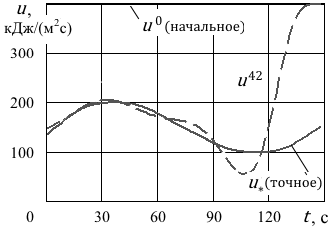 u,
кДж/(м²с)
u⁰ (начальное)
300
u⁴²
200
100
u* (точное)
0 30 60 90 120 t, с